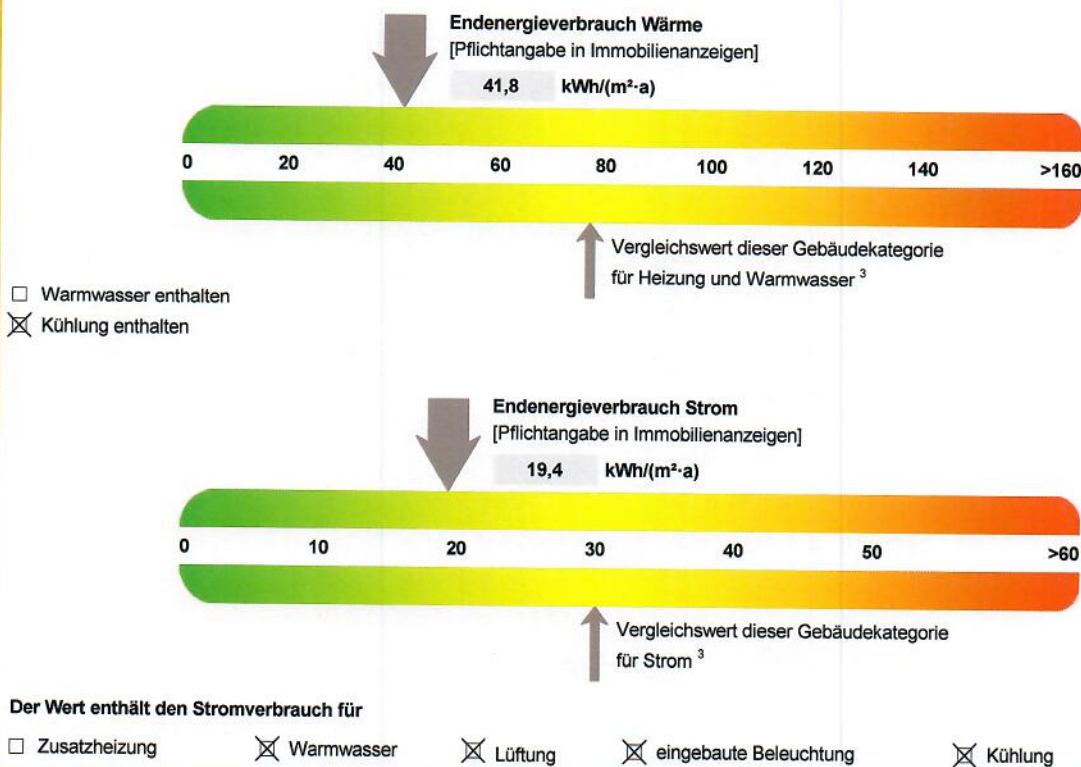 Endenergieverbrauch Wärme
[Pflichtangabe in Immobilienanzeigen]
41,8 kWh/(m²·a)
0 20 40 60 80 100 120 140 >160
Vergleichswert dieser Gebäudekategorie
für Heizung und Warmwasser ³
☐ Warmwasser enthalten
☒ Kühlung enthalten
Endenergieverbrauch Strom
[Pflichtangabe in Immobilienanzeigen]
19,4 kWh/(m²·a)
0 10 20 30 40 50 >60
Vergleichswert dieser Gebäudekategorie
für Strom ³
Der Wert enthält den Stromverbrauch für
☐ Zusatzheizung ☒ Warmwasser ☒ Lüftung ☒ eingebaute Beleuchtung ☒ Kühlung